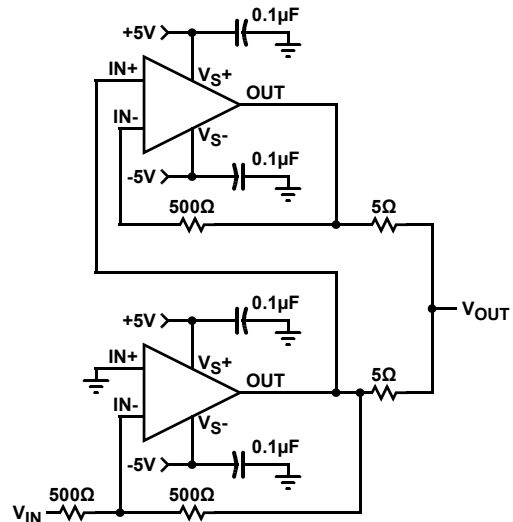 0.1µF
+5V
IN+
VS+
OUT
IN-
VS-
0.1µF
-5V
500Ω
5Ω
0.1µF
+5V
VOUT
IN+
VS+
5Ω
OUT
IN-
VS-
0.1µF
-5V
500Ω
500Ω
VIN